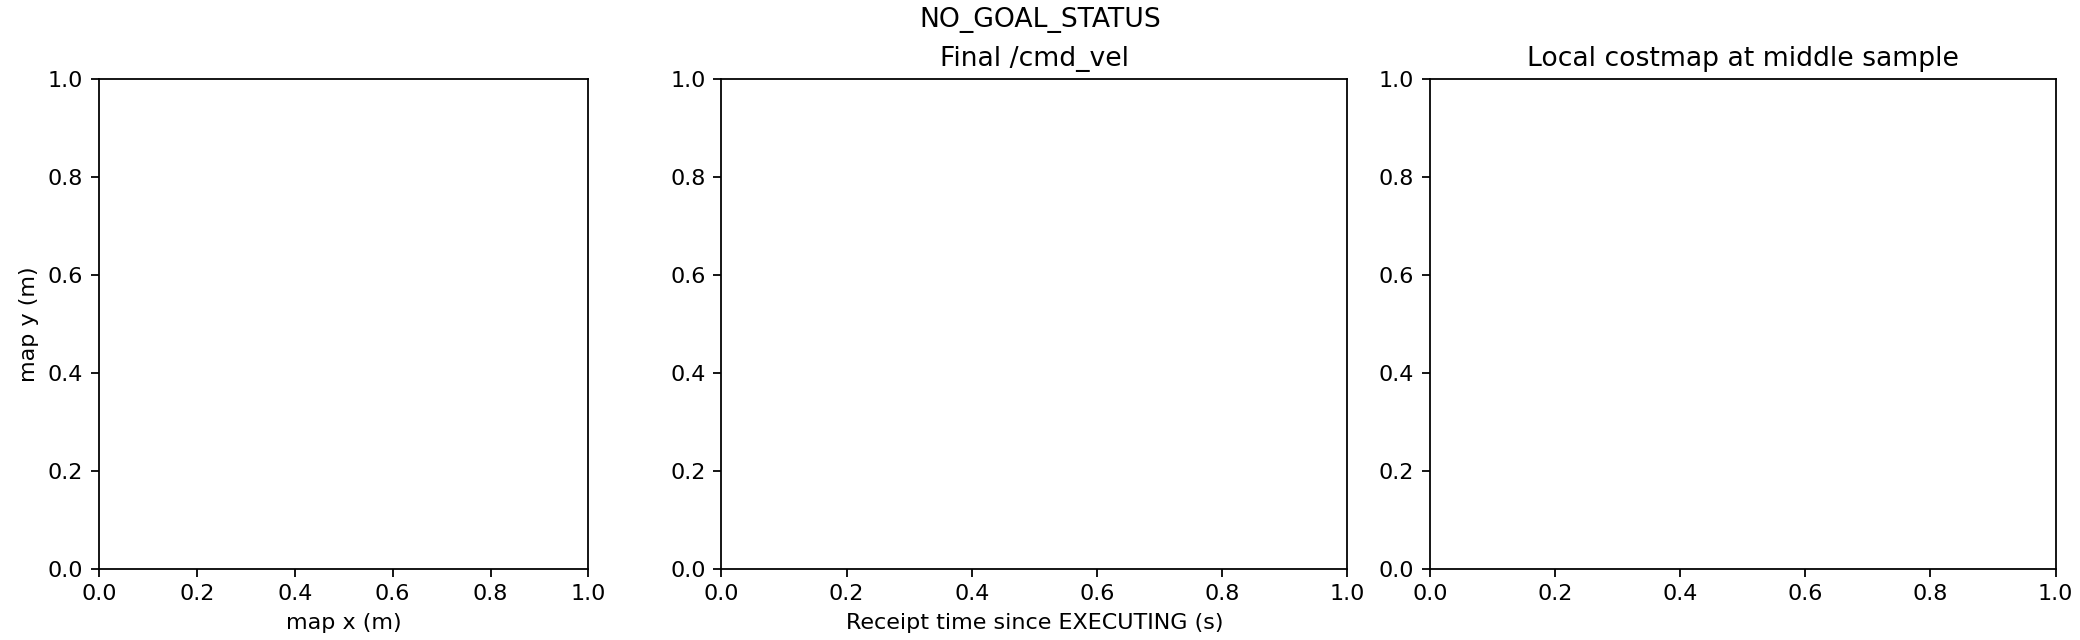 NO_GOAL_STATUS
1.0
0.8
0.6
0.4
0.2
0.0
map y (m)
0.0 0.2 0.4 0.6 0.8 1.0
map x (m)
Final /cmd_vel
1.0
0.8
0.6
0.4
0.2
0.0
0.0 0.2 0.4 0.6 0.8 1.0
Receipt time since EXECUTING (s)
Local costmap at middle sample
1.0
0.8
0.6
0.4
0.2
0.0
0.0 0.2 0.4 0.6 0.8 1.0